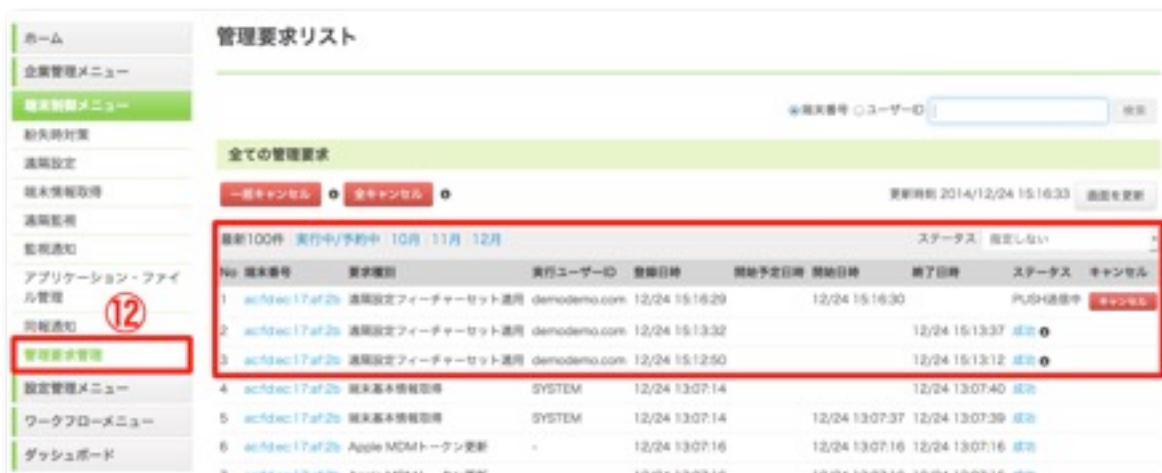 ホーム
企業管理メニュー
端末制御メニュー
紛失時対策
遠隔設定
端末情報取得
遠隔監視
監視通知
アプリケーション・ファイ
ル管理
同報通知
⑫
管理要求管理
設定管理メニュー
ワークフローメニュー
ダッシュボード
管理要求リスト
端末番号 ユーザーID 検索
全ての管理要求
一括キャンセル 全キャンセル 更新時刻 2014/12/24 15:16:33 画面を更新
最新100件 実行中/予約中 10月 11月 12月 ステータス 指定しない
No 端末番号 要求種別 実行ユーザーID 登録日時 開始予定日時 開始日時 終了日時 ステータス キャンセル
1 acfdec17af2b 遠隔設定フィーチャーセット適用 demodemo.com 12/24 15:16:29 12/24 15:16:30 PUSH送信中 キャンセル
2 acfdec17af2b 遠隔設定フィーチャーセット適用 demodemo.com 12/24 15:13:32 12/24 15:13:37 成功
3 acfdec17af2b 遠隔設定フィーチャーセット適用 demodemo.com 12/24 15:12:50 12/24 15:13:12 成功
4 acfdec17af2b 端末基本情報取得 SYSTEM 12/24 13:07:14 12/24 13:07:40 成功
5 acfdec17af2b 端末基本情報取得 SYSTEM 12/24 13:07:14 12/24 13:07:37 12/24 13:07:39 成功
6 acfdec17af2b Apple MDMトークン更新 - 12/24 13:07:16 12/24 13:07:16 12/24 13:07:16 成功